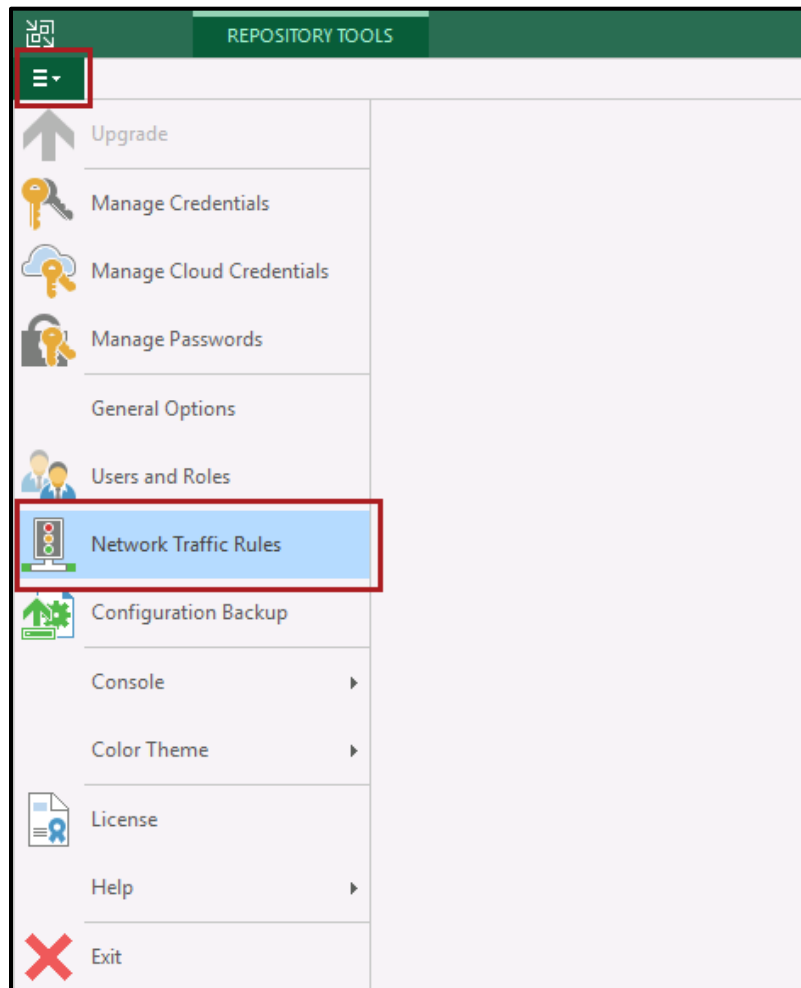 REPOSITORY TOOLS
Upgrade
Manage Credentials
Manage Cloud Credentials
Manage Passwords
General Options
Users and Roles
Network Traffic Rules
Configuration Backup
Console
Color Theme
License
Help
Exit